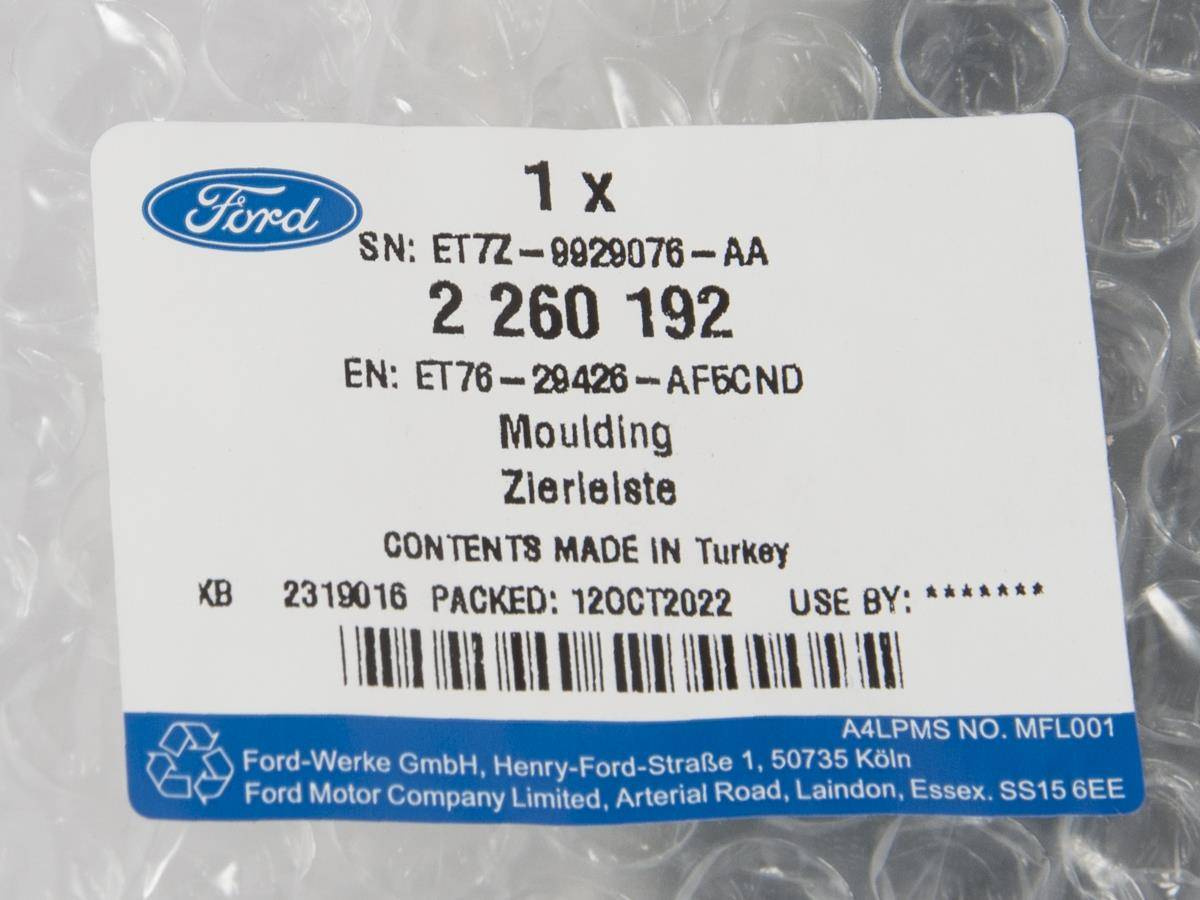 Ford
1 x
SN: ET7Z-9929076-AA
2 260 192
EN: ET76-29426-AF5CND
Moulding
Zierleiste
CONTENTS MADE IN Turkey
KB 2319016 PACKED: 12OCT2022 USE BY: *******
A4LPMS NO. MFL001
Ford-Werke GmbH, Henry-Ford-Straße 1, 50735 Köln
Ford Motor Company Limited, Arterial Road, Laindon, Essex. SS15 6EE